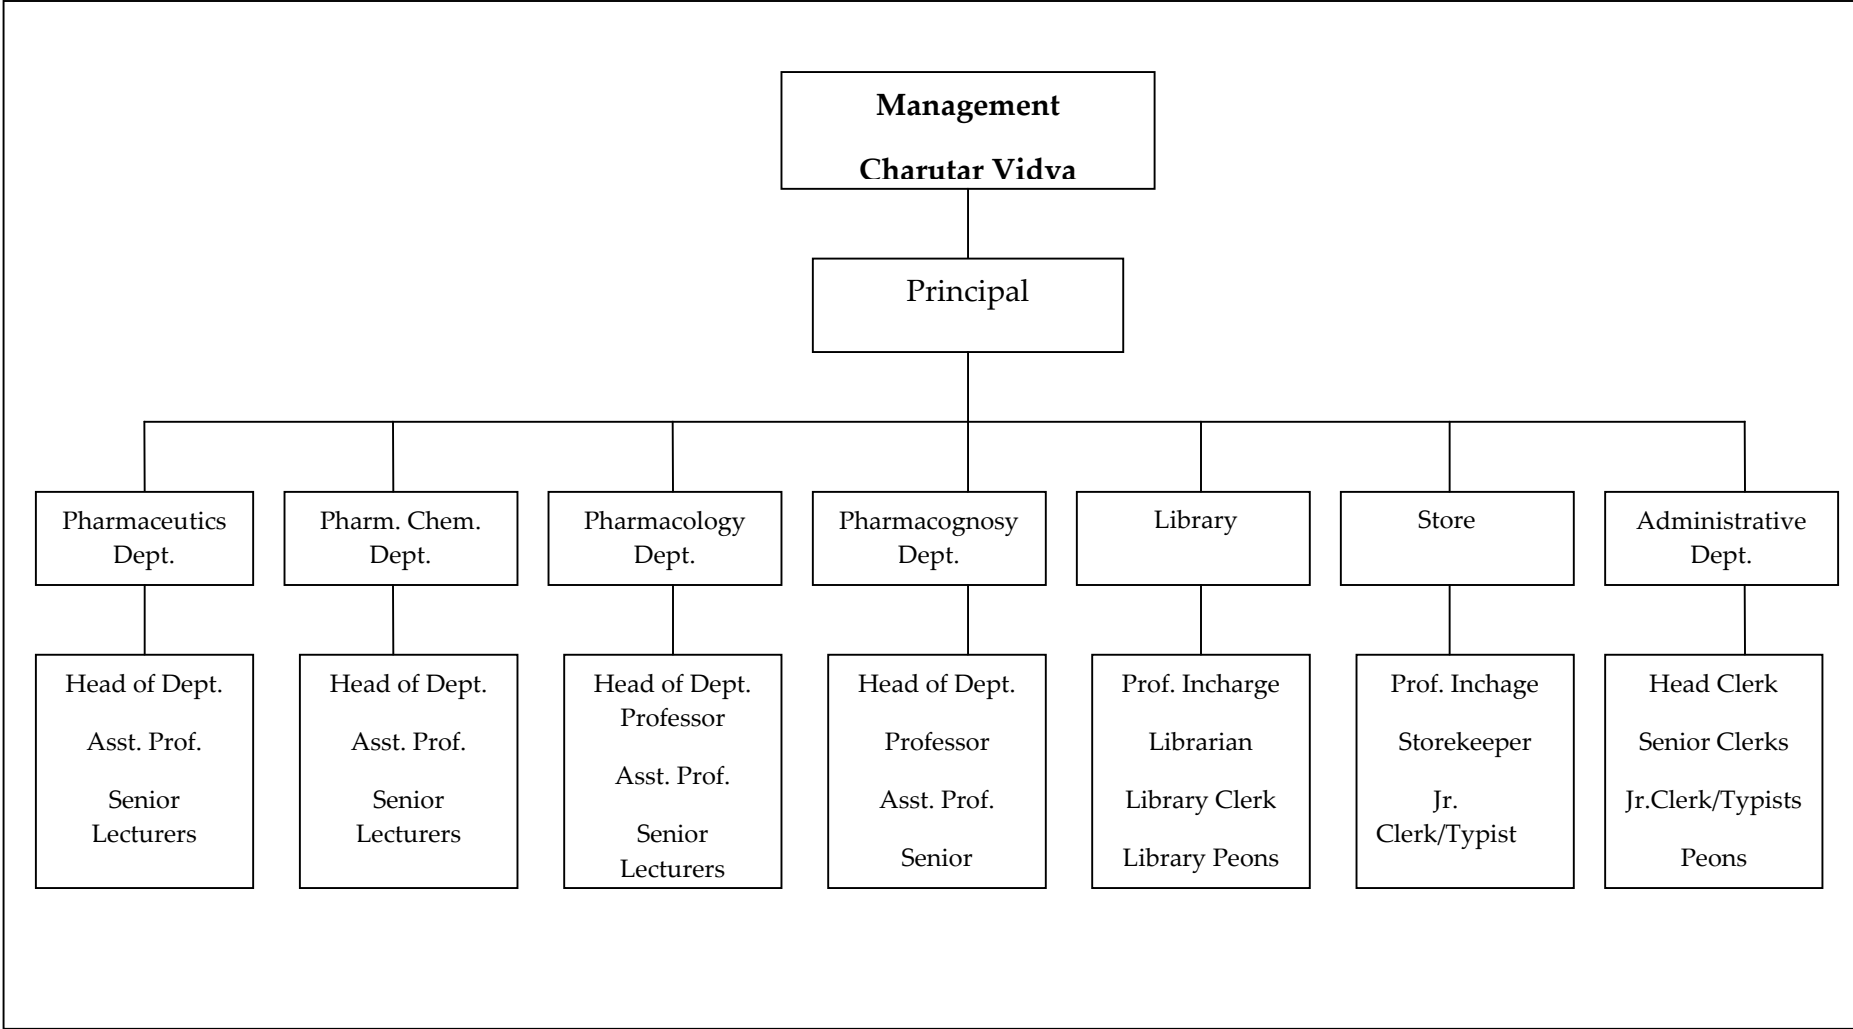 Management
Charutar Vidya
Principal
Pharmaceutics
Dept.
Pharm. Chem.
Dept.
Pharmacology
Dept.
Pharmacognosy
Dept.
Library
Store
Administrative
Dept.
Head of Dept.
Asst. Prof.
Senior
Lecturers
Head of Dept.
Asst. Prof.
Senior
Lecturers
Head of Dept.
Professor
Asst. Prof.
Senior
Lecturers
Head of Dept.
Professor
Asst. Prof.
Senior
Prof. Incharge
Librarian
Library Clerk
Library Peons
Prof. Inchage
Storekeeper
Jr.
Clerk/Typist
Head Clerk
Senior Clerks
Jr.Clerk/Typists
Peons